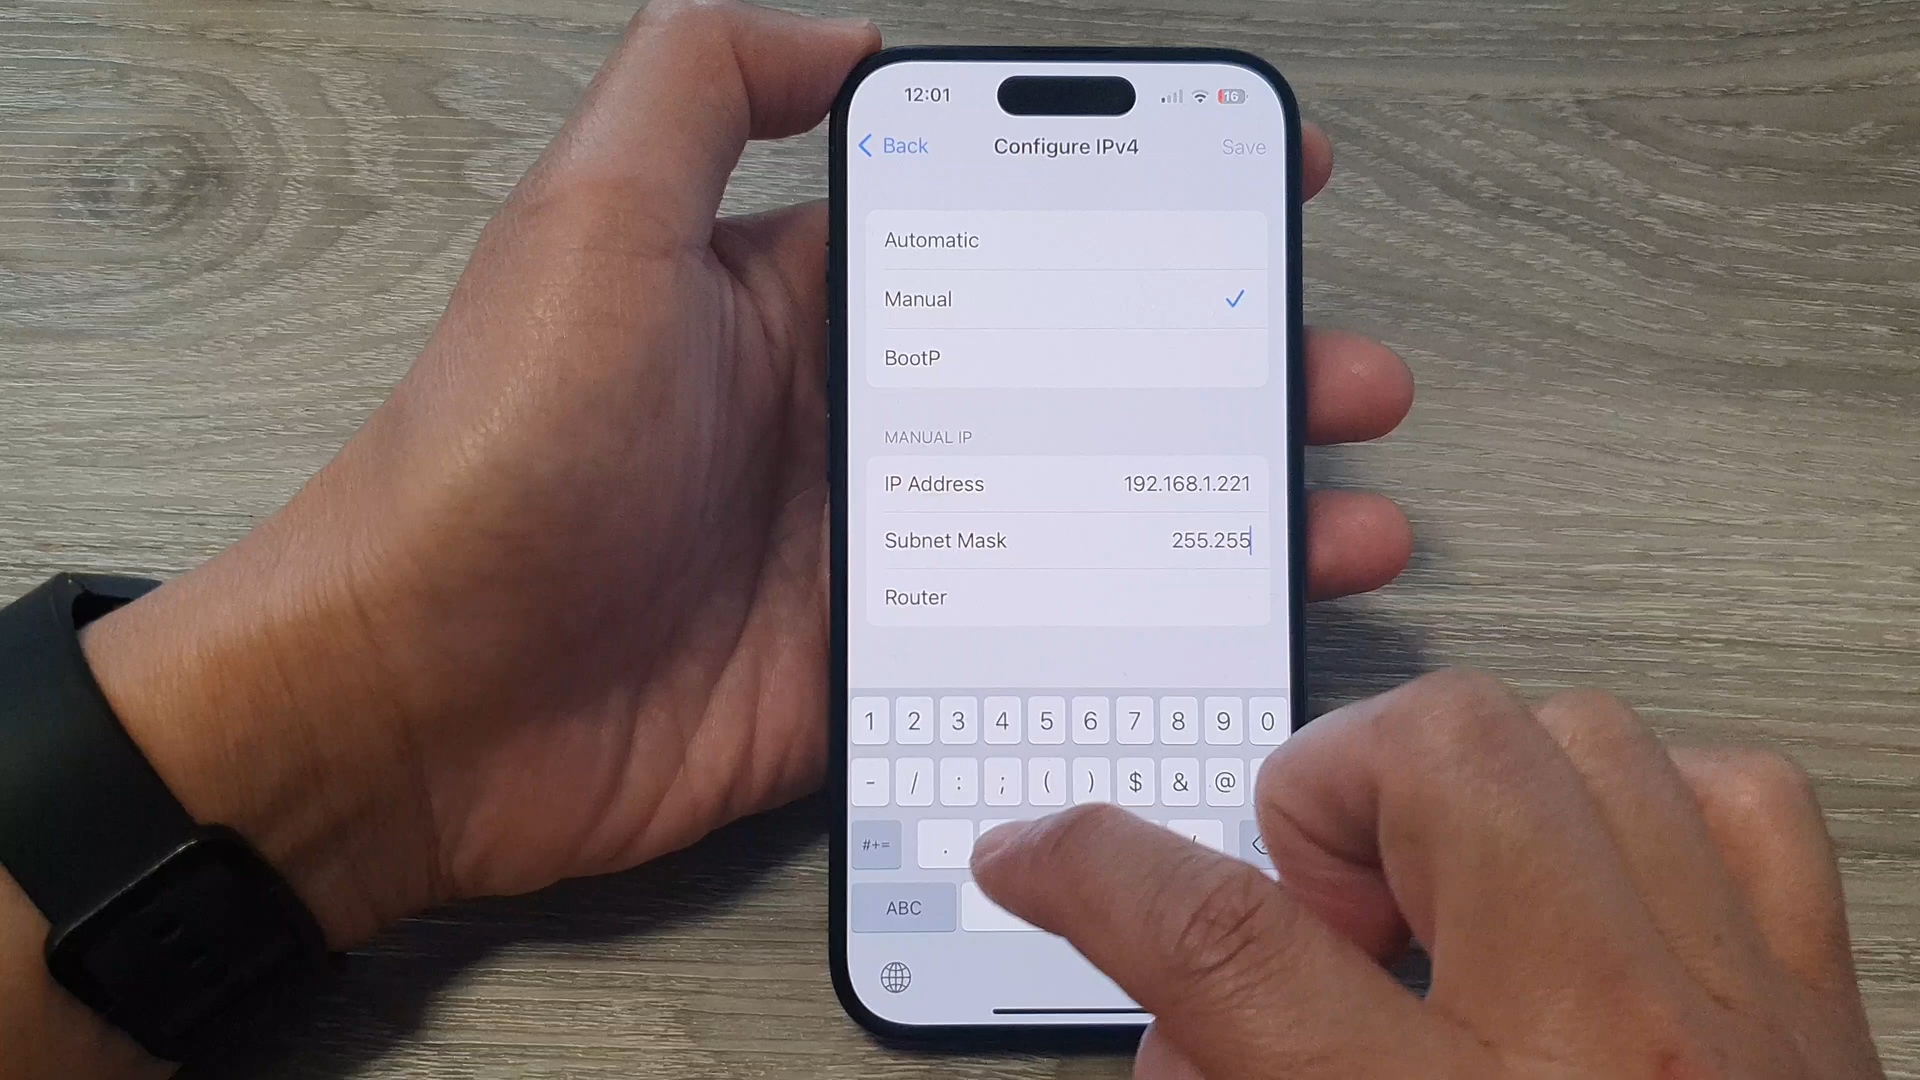 12:01 16
Back Configure IPv4 Save
Automatic
Manual
BootP
MANUAL IP
IP Address 192.168.1.221
Subnet Mask 255.255
Router
1 2 3 4 5 6 7 8 9 0
- / : ; ( ) $ & @
#+= .
ABC